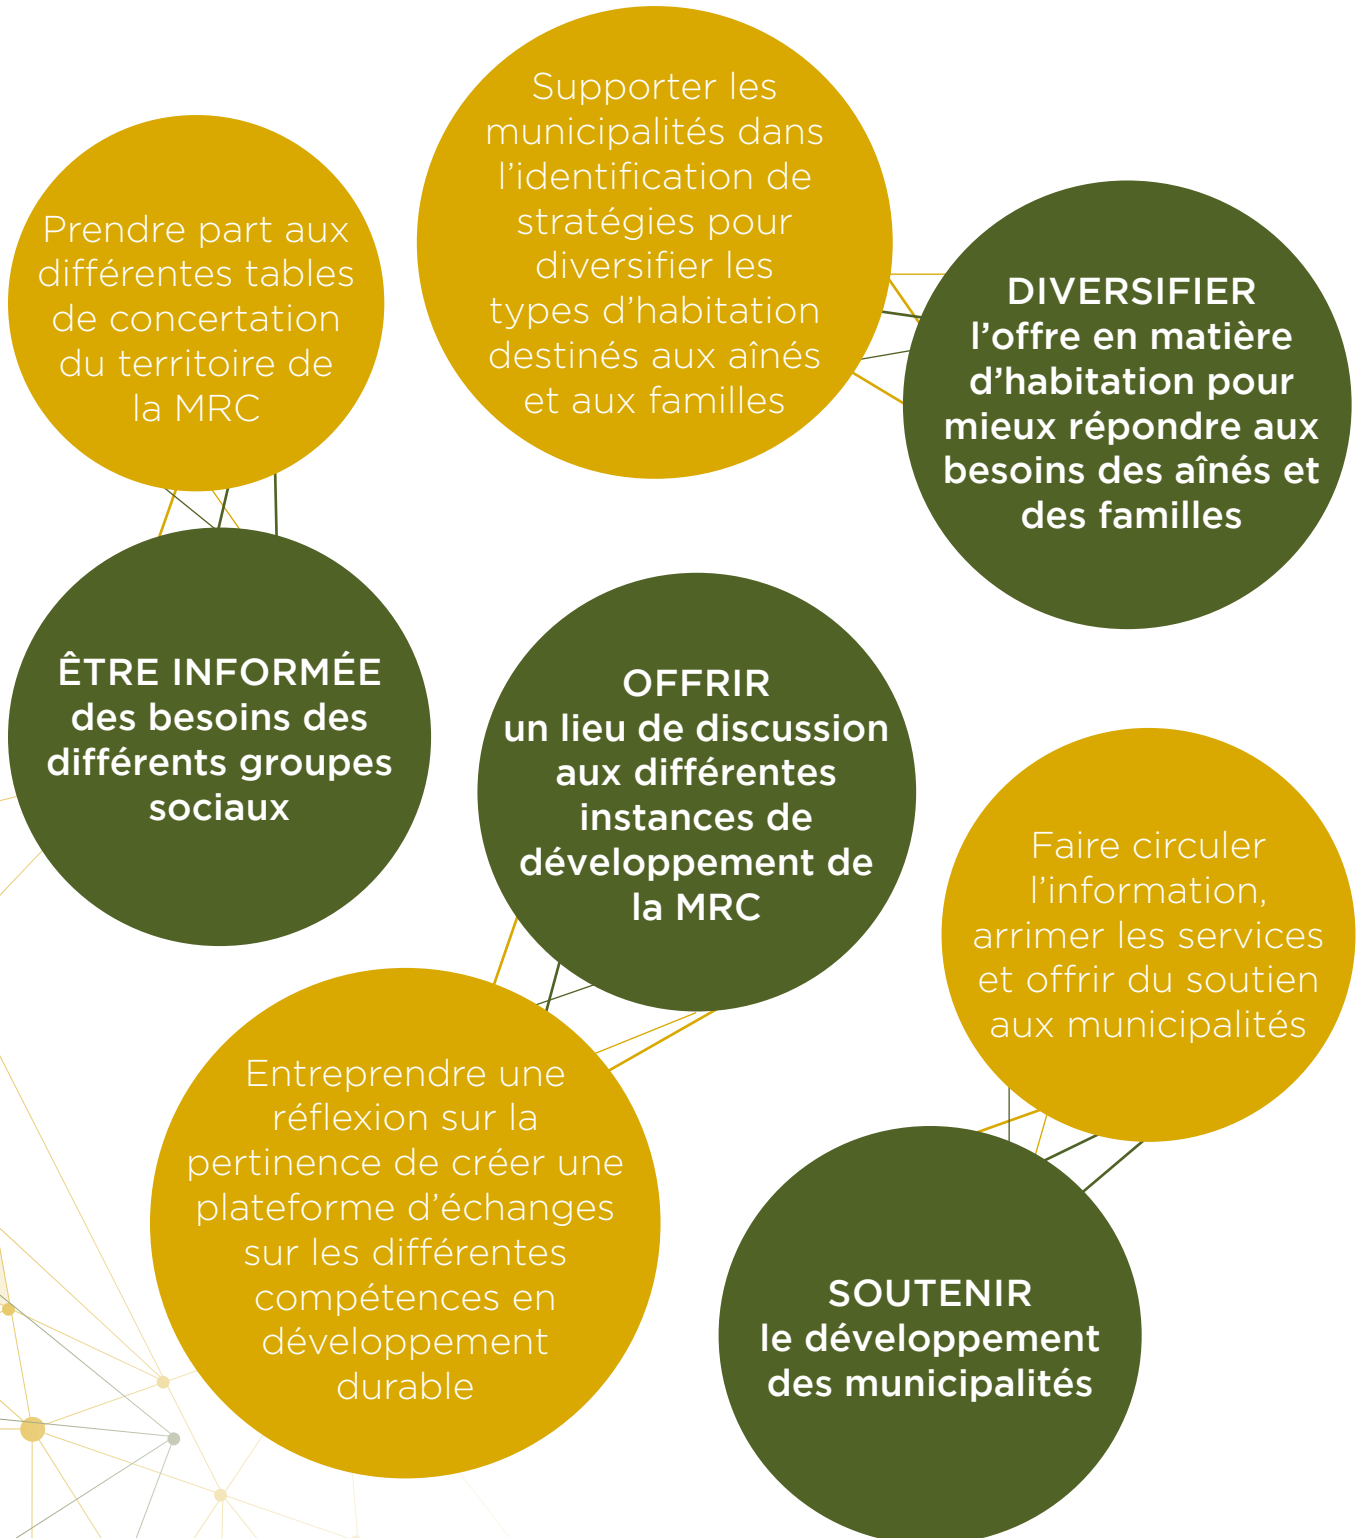 Supporter les
municipalités dans
l’identification de
stratégies pour
diversifier les
types d’habitation
destinés aux aînés
et aux familles
Prendre part aux
différentes tables
de concertation
du territoire de
la MRC
DIVERSIFIER
l’offre en matière
d’habitation pour
mieux répondre aux
besoins des aînés et
des familles
ÊTRE INFORMÉE
des besoins des
différents groupes
sociaux
OFFRIR
un lieu de discussion
aux différentes
instances de
développement de
la MRC
Faire circuler
l’information,
arrimer les services
et offrir du soutien
aux municipalités
Entreprendre une
réflexion sur la
pertinence de créer une
plateforme d’échanges
sur les différentes
compétences en
développement
durable
SOUTENIR
le développement
des municipalités